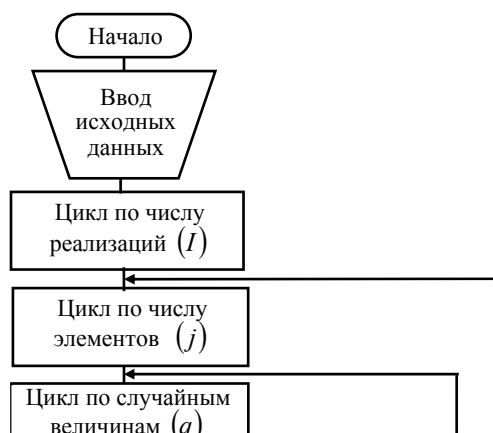 Начало
Ввод
исходных
данных
Цикл по числу
реализаций (I)
Цикл по числу
элементов (j)
Цикл по случайным
величинам (a)